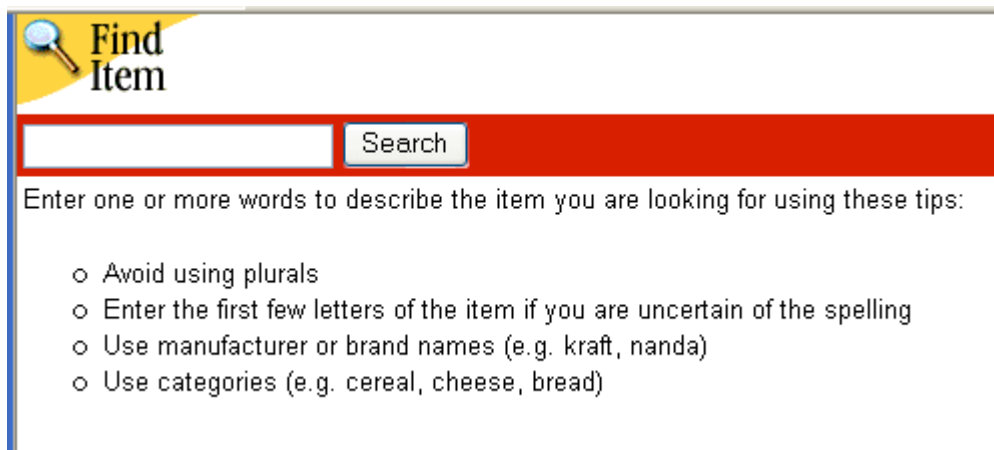 Find
Item
Search
Enter one or more words to describe the item you are looking for using these tips:
Avoid using plurals
Enter the first few letters of the item if you are uncertain of the spelling
Use manufacturer or brand names (e.g. kraft, nanda)
Use categories (e.g. cereal, cheese, bread)